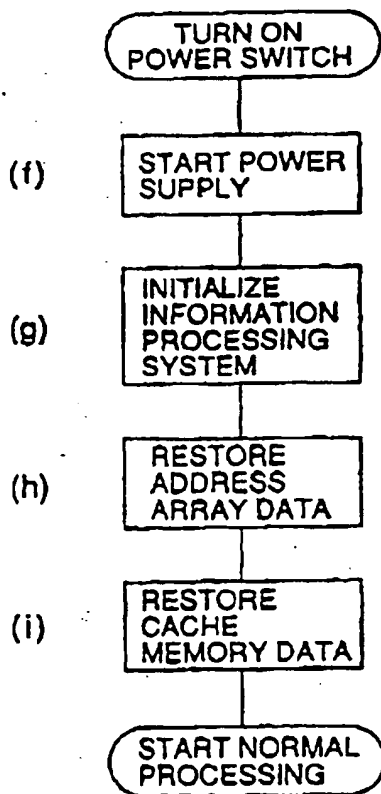 TURN ON
POWER SWITCH
(f)
START POWER
SUPPLY
(g)
INITIALIZE
INFORMATION
PROCESSING
SYSTEM
(h)
RESTORE
ADDRESS
ARRAY DATA
(i)
RESTORE
CACHE
MEMORY DATA
START NORMAL
PROCESSING